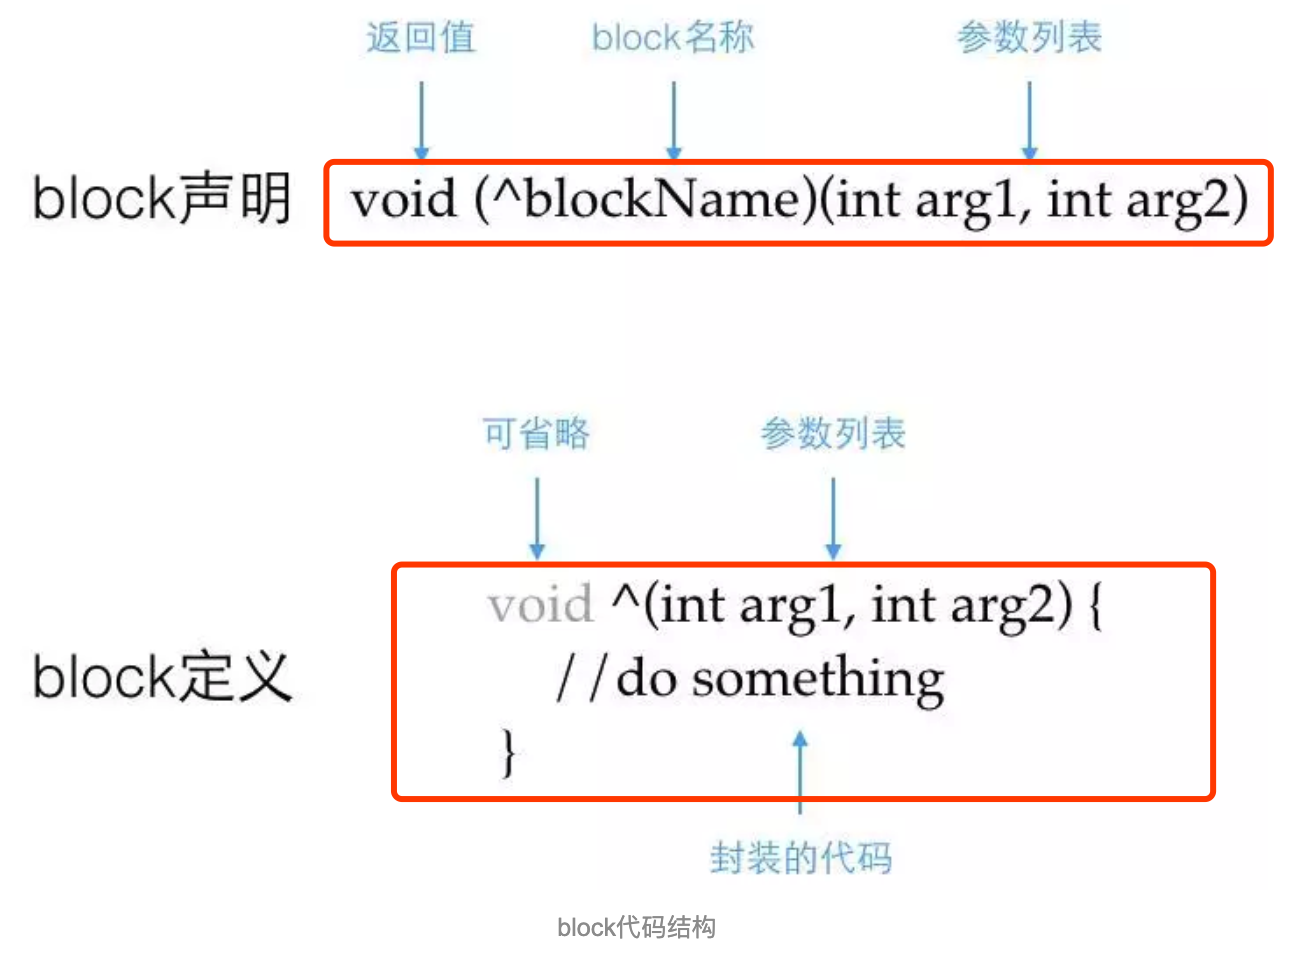 返回值 block名称 参数列表
block声明 void (^blockName)(int arg1, int arg2)
可省略 参数列表
void ^(int arg1, int arg2) {
block定义 //do something
}
封装的代码
block代码结构